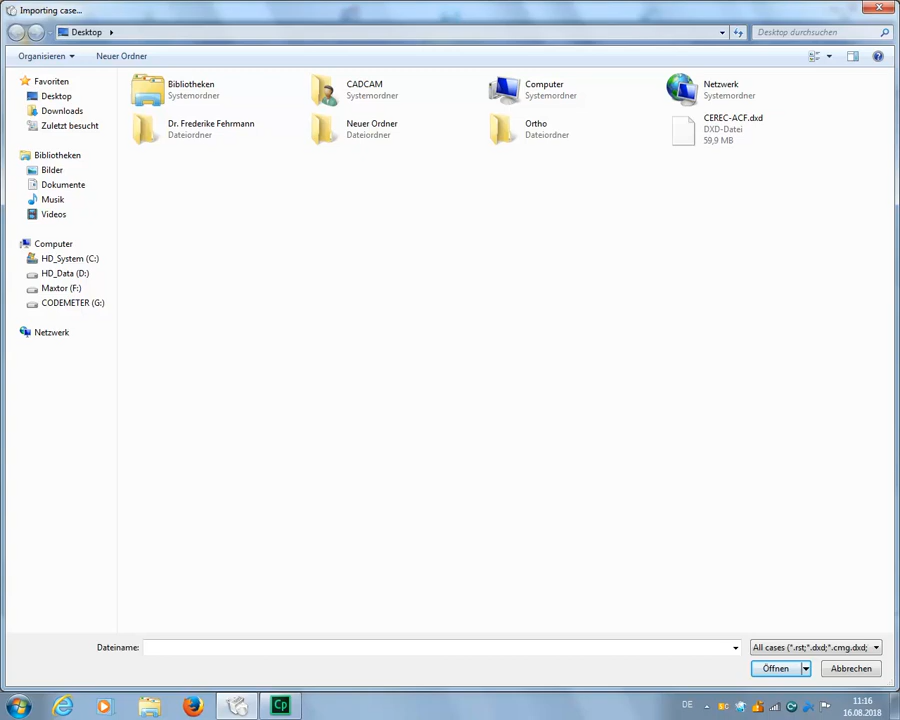 Importing case...
Desktop
Desktop durchsuchen
Organisieren
Neuer Ordner
Favoriten
Desktop
Downloads
Zuletzt besucht
Bibliotheken
Bilder
Dokumente
Musik
Videos
Computer
HD_System (C:)
HD_Data (D:)
Maxtor (F:)
CODEMETER (G:)
Netzwerk
Bibliotheken
Systemordner
CADCAM
Systemordner
Computer
Systemordner
Netzwerk
Systemordner
Dr. Frederike Fehrmann
Dateiordner
Neuer Ordner
Dateiordner
Ortho
Dateiordner
CEREC-ACF.dxd
DXD-Datei
59,9 MB
Dateiname:
All cases (*.rst;*.dxd;*.cmg.dxd;
Öffnen
Abbrechen
Cp
DE
11:16
16.08.2018